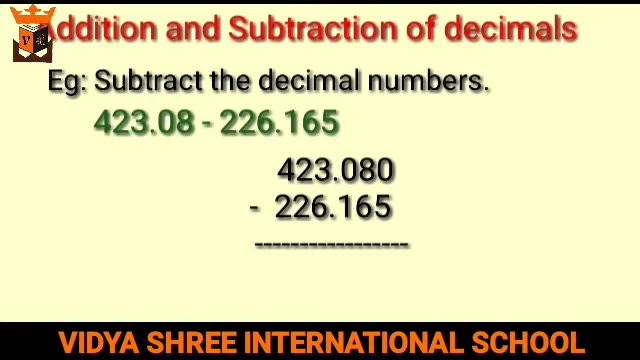 Addition and Subtraction of decimals
Eg: Subtract the decimal numbers.
423.08 - 226.165
423.080
- 226.165
-----------------
VIDYA SHREE INTERNATIONAL SCHOOL